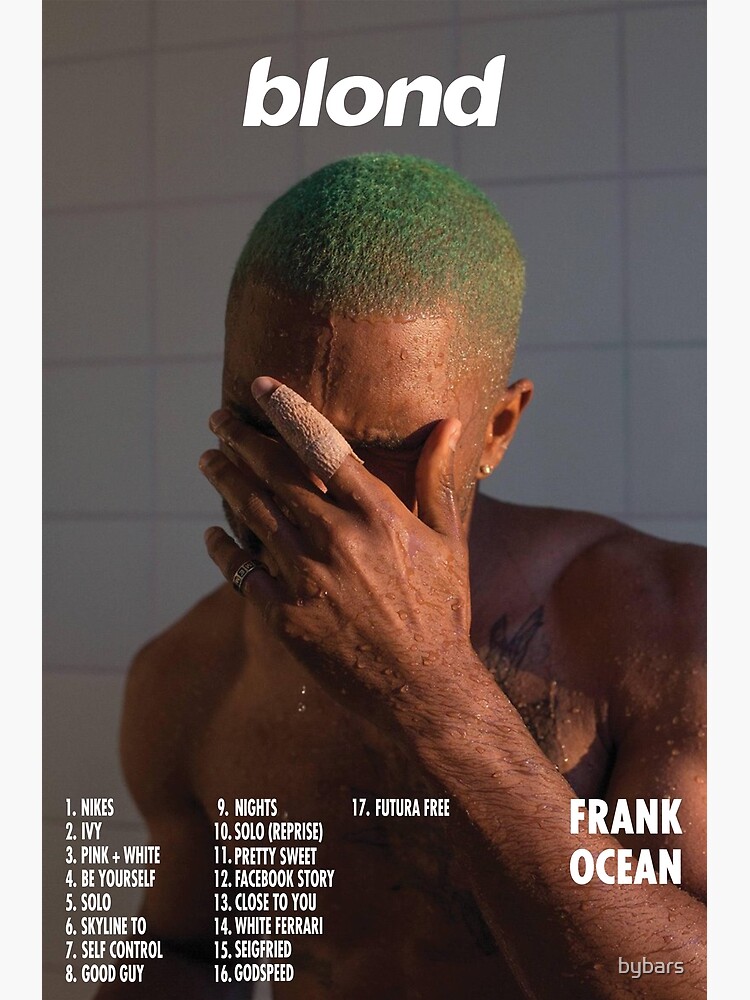 blond
1. NIKES
2. IVY
3. PINK + WHITE
4. BE YOURSELF
5. SOLO
6. SKYLINE TO
7. SELF CONTROL
8. GOOD GUY
9. NIGHTS
10. SOLO (REPRISE)
11. PRETTY SWEET
12. FACEBOOK STORY
13. CLOSE TO YOU
14. WHITE FERRARI
15. SEIGFRIED
16. GODSPEED
17. FUTURA FREE
FRANK
OCEAN
bybars